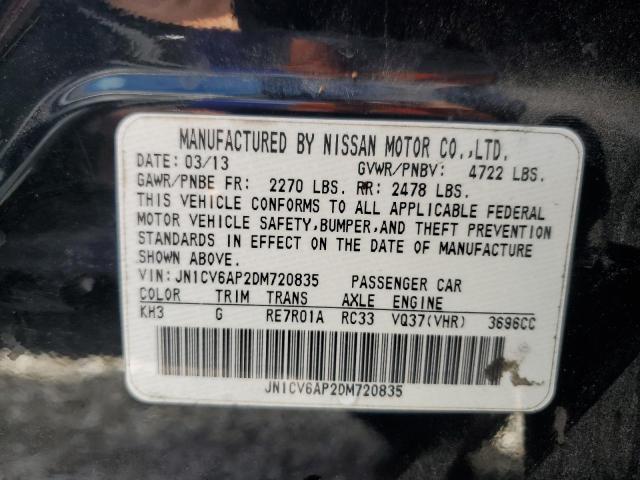 MANUFACTURED BY NISSAN MOTOR CO.,LTD.
DATE: 03/13 GVWR/PNBV: 4722 LBS.
GAWR/PNBE FR: 2270 LBS. RR: 2478 LBS.
THIS VEHICLE CONFORMS TO ALL APPLICABLE FEDERAL
MOTOR VEHICLE SAFETY,BUMPER,AND THEFT PREVENTION
STANDARDS IN EFFECT ON THE DATE OF MANUFACTURE
SHOWN ABOVE.
VIN: JN1CV6AP2DM720835 PASSENGER CAR
COLOR TRIM TRANS AXLE ENGINE
KH3 G RE7R01A RC33 VQ37(VHR) 3696CC
JN1CV6AP2DM720835